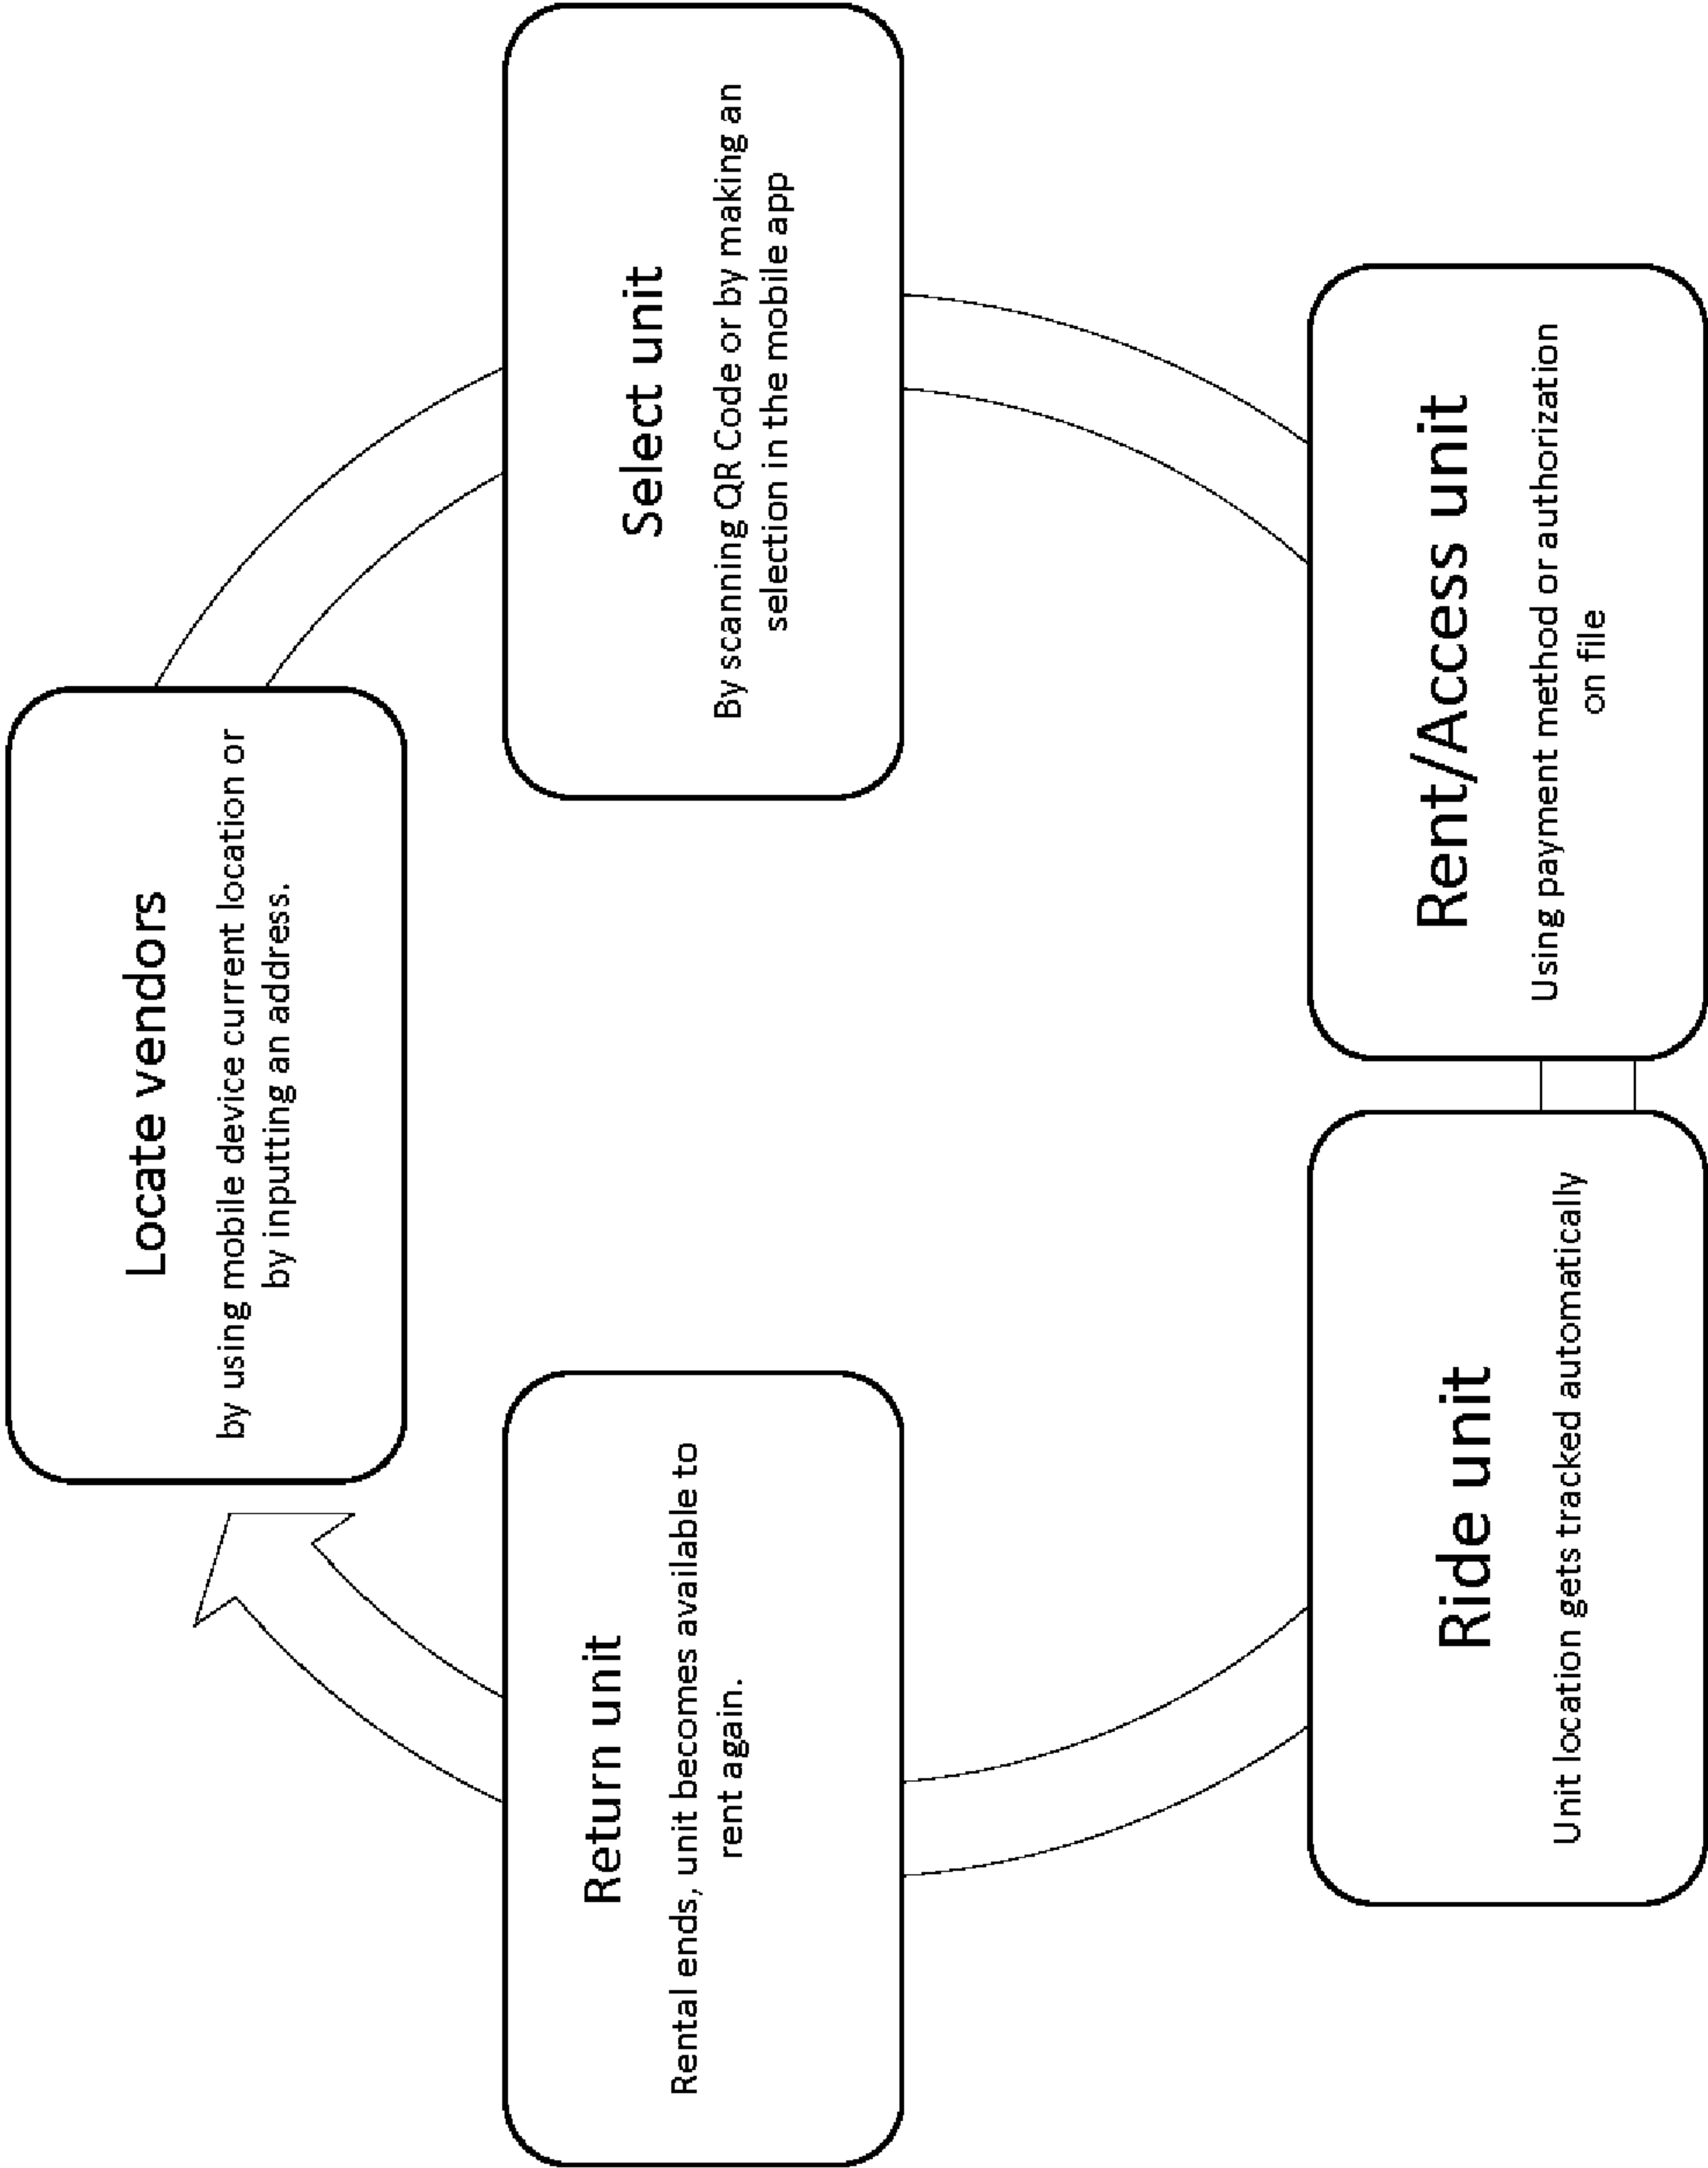 Locate vendors
by using mobile device current location or
by inputting an address.
Select unit
By scanning QR Code or by making an
selection in the mobile app
Rent/Access unit
Using payment method or authorization
on file
Ride unit
Unit location gets tracked automatically
Return unit
Rental ends, unit becomes available to
rent again.